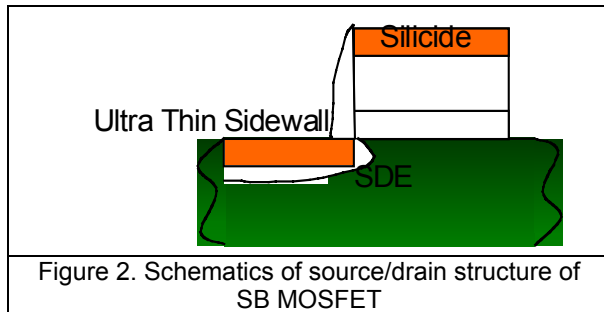 Silicide
Ultra Thin Sidewall
SDE
Figure 2. Schematics of source/drain structure of
SB MOSFET